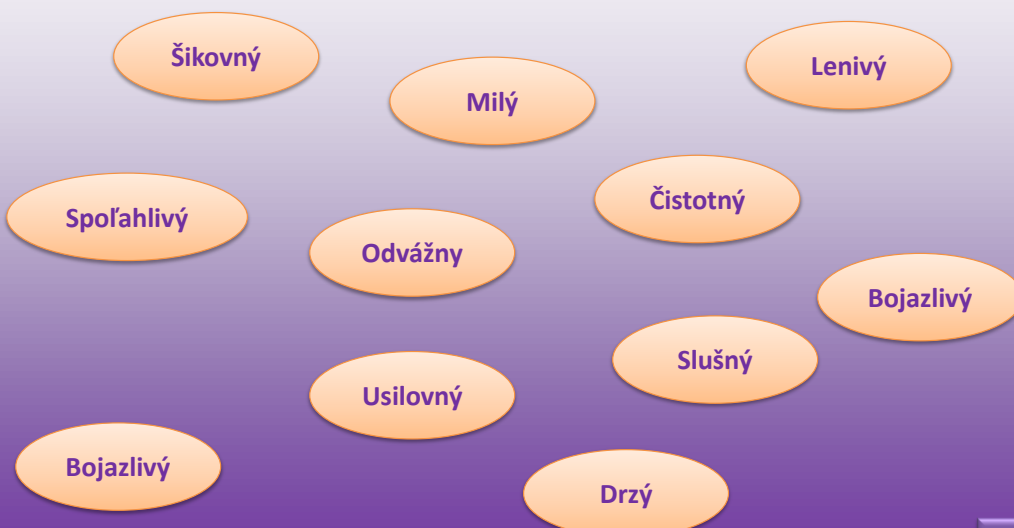 Šikovný
Lenivý
Milý
Čistotný
Spoľahlivý
Odvážny
Bojazlivý
Slušný
Usilovný
Bojazlivý
Drzý